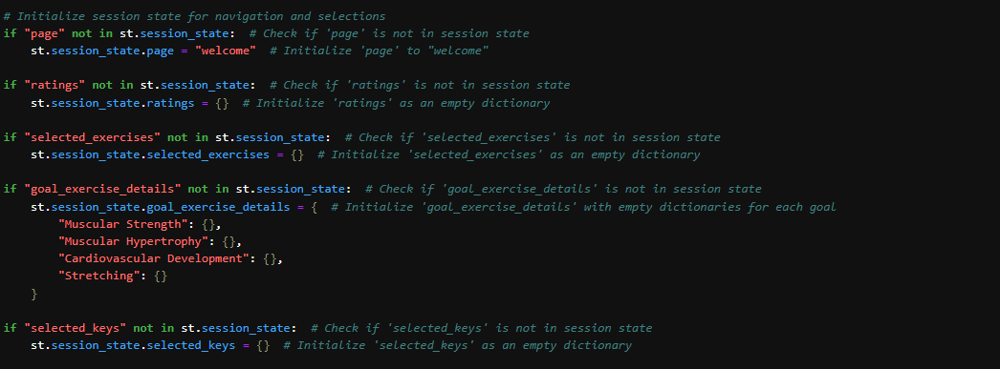 # Initialize session state for navigation and selections
if "page" not in st.session_state:  # Check if 'page' is not in session state
    st.session_state.page = "welcome"  # Initialize 'page' to "welcome"

if "ratings" not in st.session_state:  # Check if 'ratings' is not in session state
    st.session_state.ratings = {}  # Initialize 'ratings' as an empty dictionary

if "selected_exercises" not in st.session_state:  # Check if 'selected_exercises' is not in session state
    st.session_state.selected_exercises = {}  # Initialize 'selected_exercises' as an empty dictionary

if "goal_exercise_details" not in st.session_state:  # Check if 'goal_exercise_details' is not in session state
    st.session_state.goal_exercise_details = {  # Initialize 'goal_exercise_details' with empty dictionaries for each goal
        "Muscular Strength": {},
        "Muscular Hypertrophy": {},
        "Cardiovascular Development": {},
        "Stretching": {}
    }

if "selected_keys" not in st.session_state:  # Check if 'selected_keys' is not in session state
    st.session_state.selected_keys = {}  # Initialize 'selected_keys' as an empty dictionary